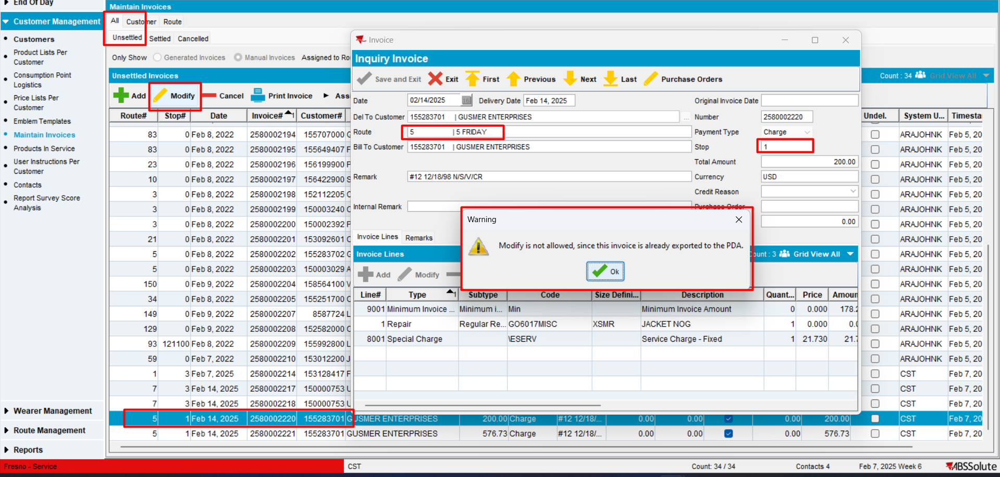 End Of Day
Maintain Invoices
Customer Management
All Customer Route
Unsettled Settled Cancelled
Customers
Product Lists Per
Customer
Consumption Point
Logistics
Price Lists Per
Customer
Emblem Templates
Maintain Invoices
Products In Service
User Instructions Per
Customer
Contacts
Report Survey Score
Analysis
Wearer Management
Route Management
Reports
Only Show Generated Invoices Manual Invoices Assigned to Ro
Unsettled Invoices
Count : 34 Grid View All
Add Modify Cancel Print Invoice Ass
Route# Stop# Date Invoice# 1 Customer# Undel. System U... Timesta
83 0 Feb 8, 2022 2580002194 155707000 ARAJOHNK Feb 5, 20
83 0 Feb 8, 2022 2580002195 155649407 F ARAJOHNK Feb 5, 20
23 0 Feb 8, 2022 2580002196 156199900 ARAJOHNK Feb 5, 20
10 0 Feb 8, 2022 2580002197 156422900 S ARAJOHNK Feb 5, 20
3 0 Feb 8, 2022 2580002198 152112205 ARAJOHNK Feb 5, 20
3 0 Feb 8, 2022 2580002199 150003240 ARAJOHNK Feb 5, 20
3 0 Feb 8, 2022 2580002200 150002392 ARAJOHNK Feb 5, 20
21 0 Feb 8, 2022 2580002201 153092601 ARAJOHNK Feb 5, 20
5 0 Feb 8, 2022 2580002202 155283702 G ARAJOHNK Feb 5, 20
5 0 Feb 8, 2022 2580002203 150003029 A ARAJOHNK Feb 5, 20
150 0 Feb 9, 2022 2580002204 158564100 V ARAJOHNK Feb 5, 20
34 0 Feb 8, 2022 2580002205 155251700 ARAJOHNK Feb 5, 20
149 0 Feb 9, 2022 2580002207 8587724 L ARAJOHNK Feb 5, 20
129 0 Feb 9, 2022 2580002208 152582000 ARAJOHNK Feb 5, 20
93 121100 Feb 8, 2022 2580002209 155992800 L ARAJOHNK Feb 5, 20
59 0 Feb 7, 2022 2580002210 153012200 J ARAJOHNK Feb 5, 20
1 3 Feb 7, 2025 2580002214 153128417 F CST Feb 7, 20
7 3 Feb 14, 2025 2580002217 150000753 U CST Feb 7, 20
7 3 Feb 14, 2025 2580002218 150000753 U CST Feb 7, 20
5 1 Feb 14, 2025 2580002220 155283701 GUSMER ENTERPRISES 200.00 Charge #12 12/18/... 0.00 0.00 0.00 200.00 CST Feb 7, 20
5 1 Feb 14, 2025 2580002221 155283701 GUSMER ENTERPRISES 576.73 Charge #12 12/18/... 0.00 0.00 0.00 576.73 CST Feb 7, 20
Invoice
Inquiry Invoice
Save and Exit Exit First Previous Next Last Purchase Orders
Date 02/14/2025 Delivery Date Feb 14, 2025 Original Invoice Date
Del To Customer 155283701 | GUSMER ENTERPRISES ... Number 2580002220
Route 5 | 5 FRIDAY Payment Type Charge
Bill To Customer 155283701 | GUSMER ENTERPRISES Stop 1
Total Amount 200.00
Remark #12 12/18/98 N/S/V/CR Currency USD
Credit Reason
Internal Remark Purchase Order
0.00
Warning
Modify is not allowed, since this invoice is already exported to the PDA.
Ok
Invoice Lines Remarks
Invoice Lines ount : 3 Grid View All
Add Modify
Line# Type 1 Subtype Code Size Defini... Description Quant... Price Amoun
9001 Minimum Invoice ... Minimum i... Min Minimum Invoice Amount 0 0.000 178.2
1 Repair Regular Re... GO6017MISC XSMR JACKET NOG 1 0.000 0.0
8001 Special Charge \ESERV Service Charge - Fixed 1 21.730 21.7
Fresno - Service CST Count: 34 / 34 Contacts 4 Feb 7, 2025 Week 6 ABSSolute